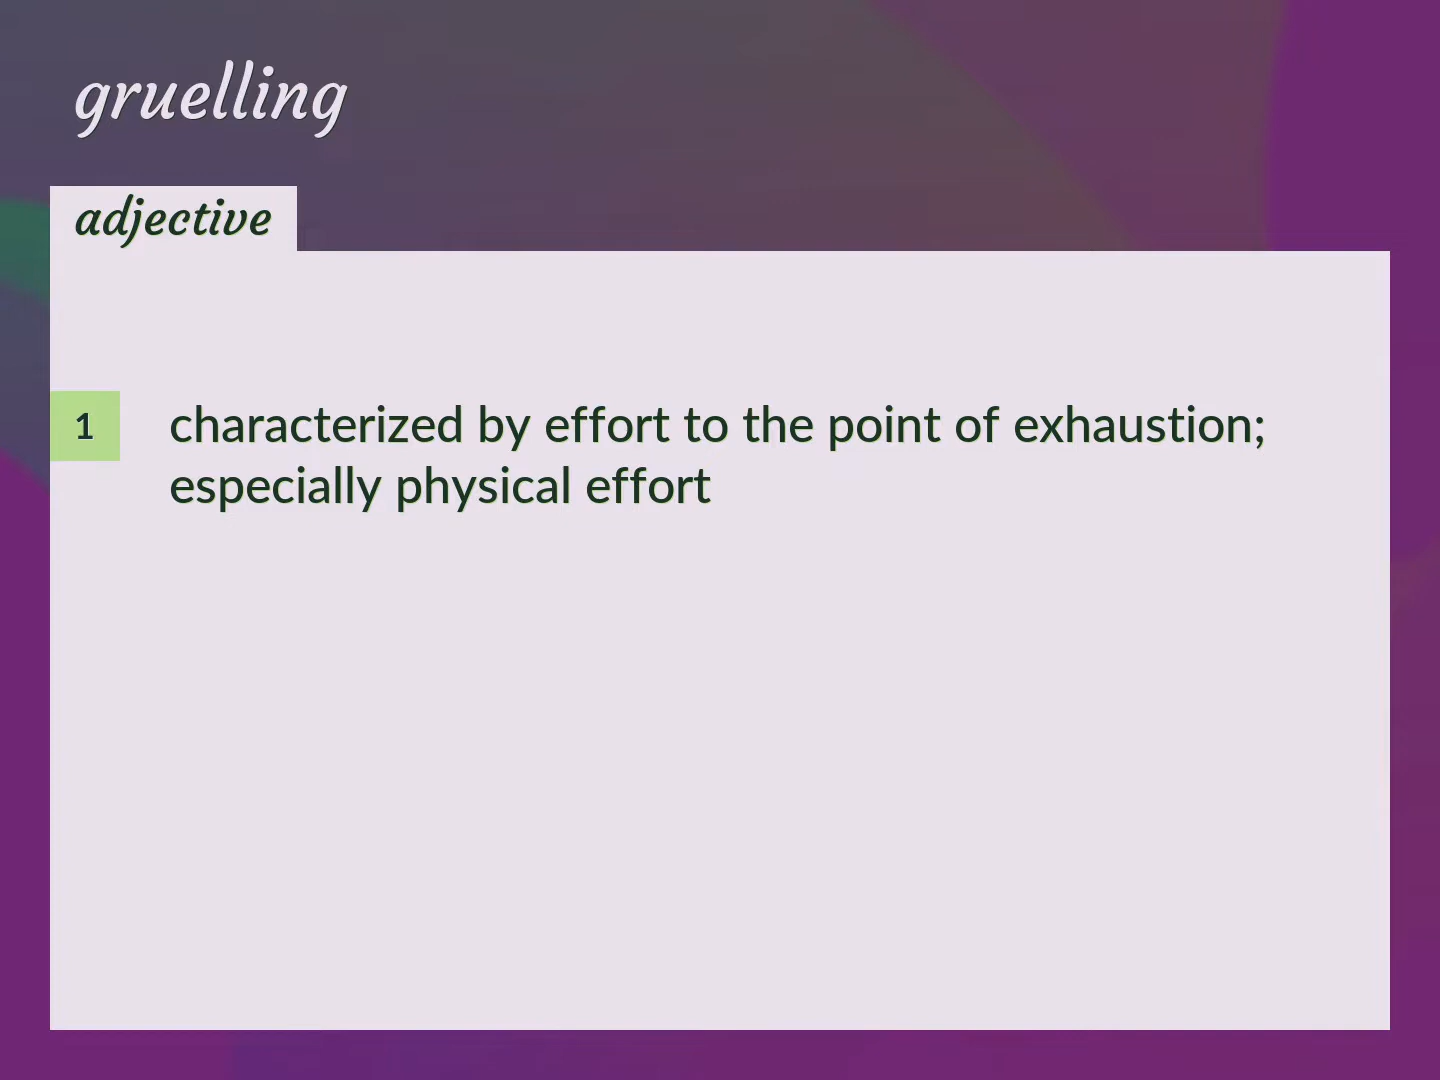 gruelling
adjective
1 characterized by effort to the point of exhaustion;
especially physical effort